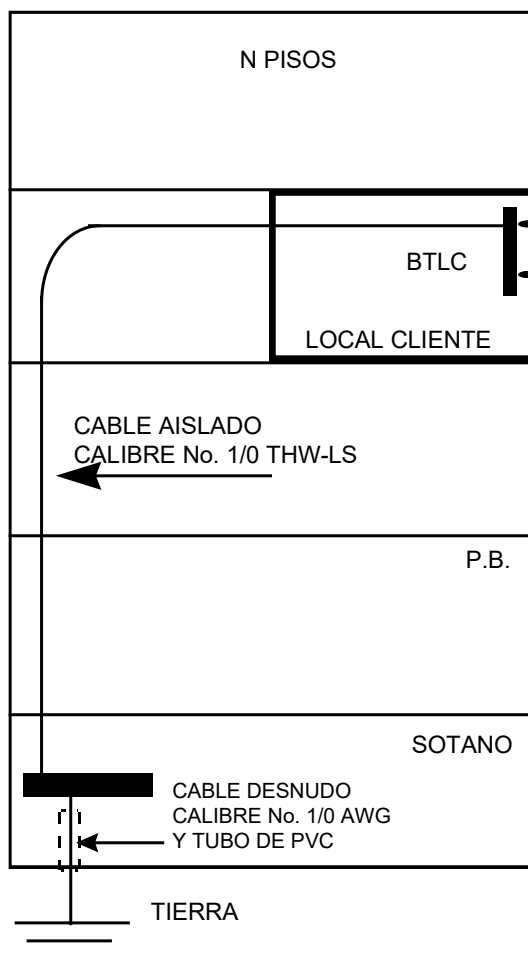 N PISOS
BTLC
LOCAL CLIENTE
CABLE AISLADO
CALIBRE No. 1/0 THW-LS
P.B.
SOTANO
CABLE DESNUDO
CALIBRE No. 1/0 AWG
Y TUBO DE PVC
TIERRA